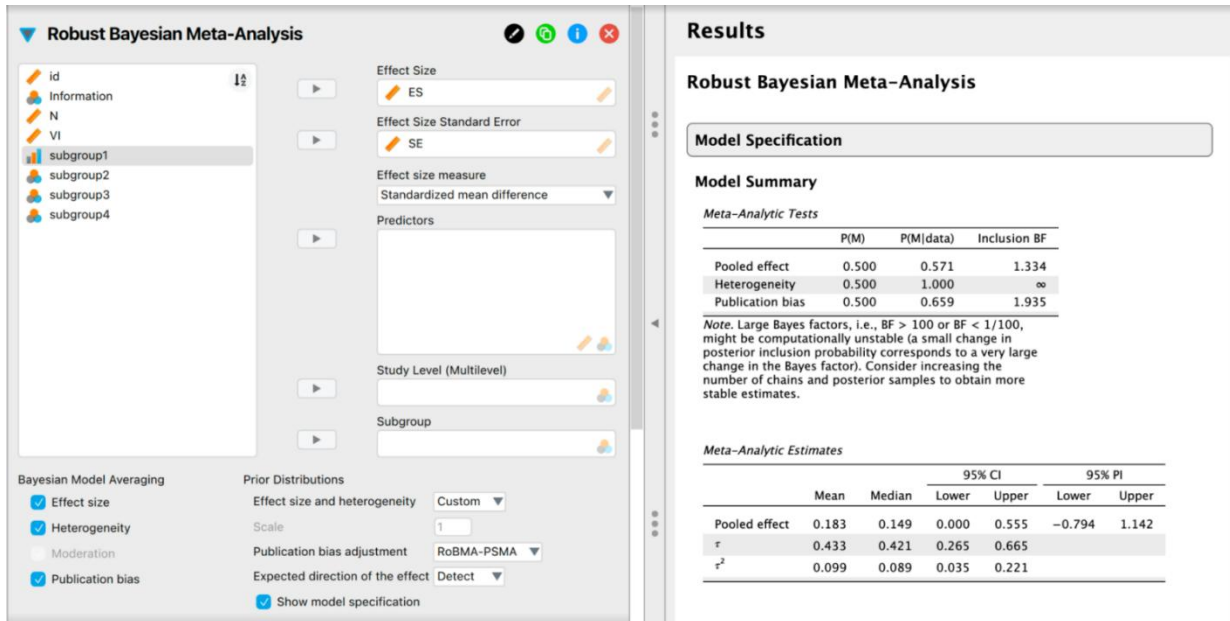 Robust Bayesian Meta-Analysis
id
Information
N
VI
subgroup1
subgroup2
subgroup3
subgroup4
Effect Size
ES
Effect Size Standard Error
SE
Effect size measure
Standardized mean difference
Predictors
Study Level (Multilevel)
Subgroup
Bayesian Model Averaging
Effect size
Heterogeneity
Moderation
Publication bias
Prior Distributions
Effect size and heterogeneity Custom
Scale 1
Publication bias adjustment RoBMA-PSMA
Expected direction of the effect Detect
Show model specification
Results
Robust Bayesian Meta-Analysis
Model Specification
Model Summary
Meta-Analytic Tests
P(M) P(M|data) Inclusion BF
Pooled effect 0.500 0.571 1.334
Heterogeneity 0.500 1.000 ∞
Publication bias 0.500 0.659 1.935
Note. Large Bayes factors, i.e., BF > 100 or BF < 1/100,
might be computationally unstable (a small change in
posterior inclusion probability corresponds to a very large
change in the Bayes factor). Consider increasing the
number of chains and posterior samples to obtain more
stable estimates.
Meta-Analytic Estimates
95% CI 95% PI
Mean Median Lower Upper Lower Upper
Pooled effect 0.183 0.149 0.000 0.555 −0.794 1.142
τ 0.433 0.421 0.265 0.665
τ² 0.099 0.089 0.035 0.221